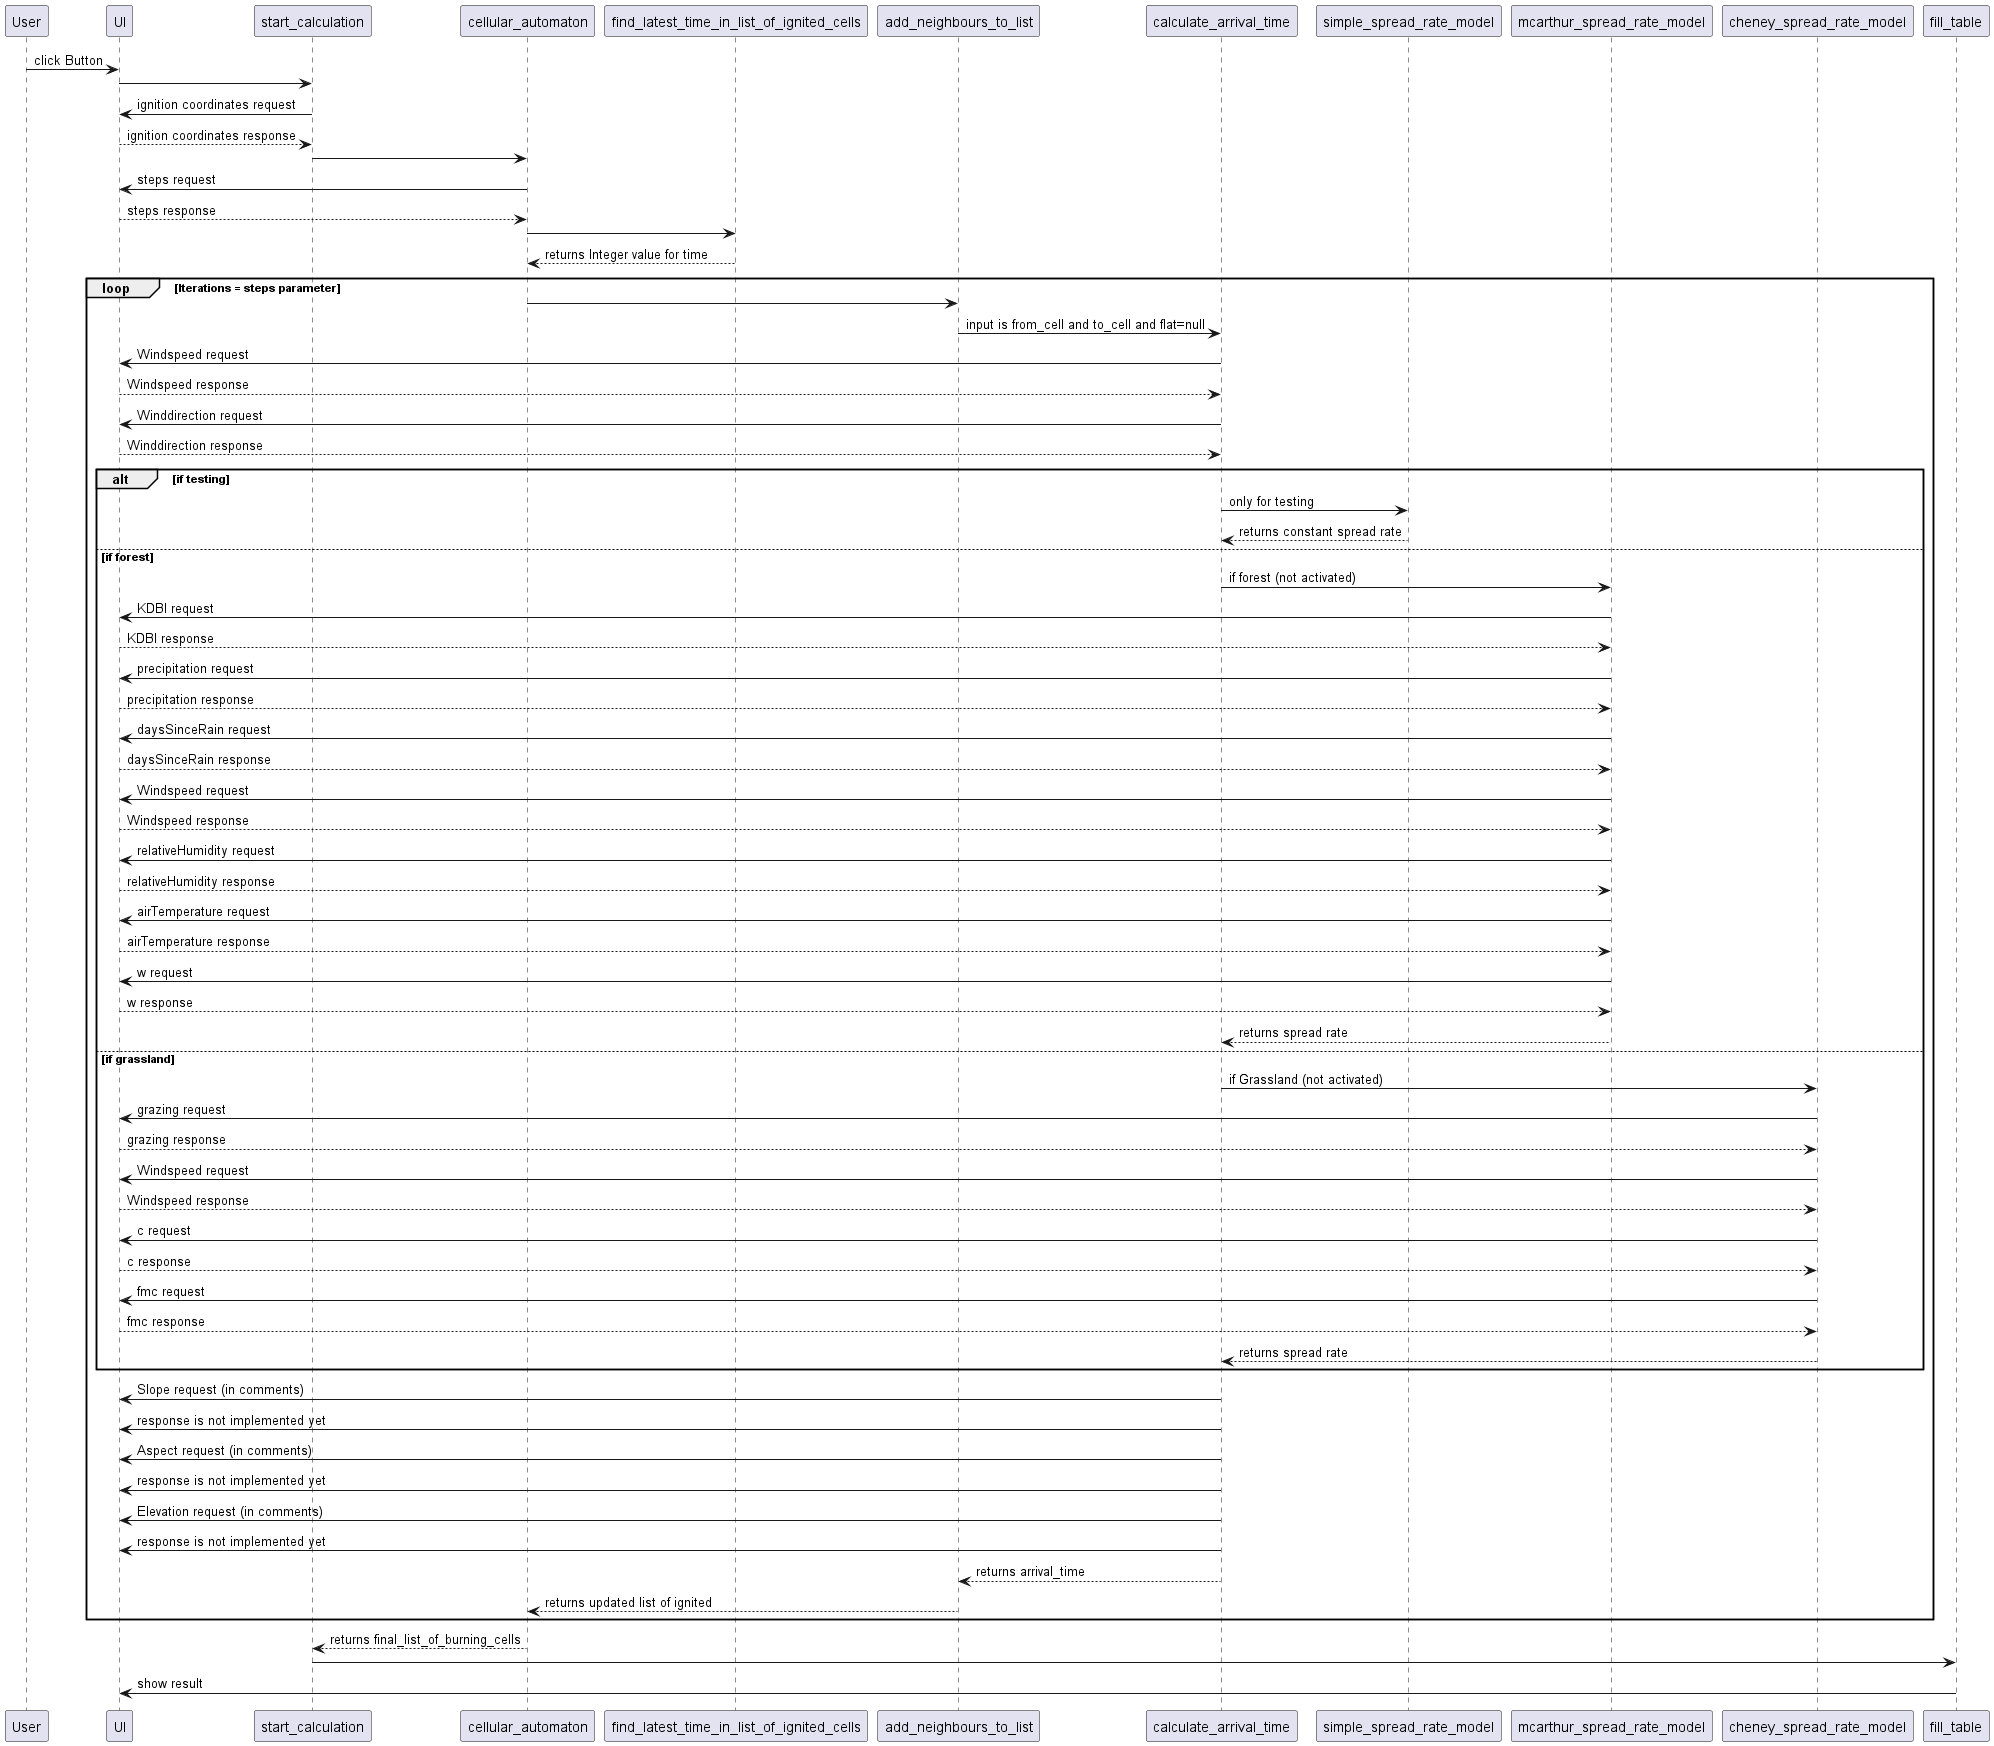 User
UI
start_calculation
cellular_automaton
find_latest_time_in_list_of_ignited_cells
add_neighbours_to_list
calculate_arrival_time
simple_spread_rate_model
mcarthur_spread_rate_model
cheney_spread_rate_model
fill_table
click Button
ignition coordinates request
ignition coordinates response
steps request
steps response
returns Integer value for time
loop [Iterations = steps parameter]
input is from_cell and to_cell and flat=null
Windspeed request
Windspeed response
Winddirection request
Winddirection response
alt [if testing]
only for testing
returns constant spread rate
[if forest]
if forest (not activated)
KDBI request
KDBI response
precipitation request
precipitation response
daysSinceRain request
daysSinceRain response
Windspeed request
Windspeed response
relativeHumidity request
relativeHumidity response
airTemperature request
airTemperature response
w request
w response
returns spread rate
[if grassland]
if Grassland (not activated)
grazing request
grazing response
Windspeed request
Windspeed response
c request
c response
fmc request
fmc response
returns spread rate
Slope request (in comments)
response is not implemented yet
Aspect request (in comments)
response is not implemented yet
Elevation request (in comments)
response is not implemented yet
returns arrival_time
returns updated list of ignited
returns final_list_of_burning_cells
show result
User
UI
start_calculation
cellular_automaton
find_latest_time_in_list_of_ignited_cells
add_neighbours_to_list
calculate_arrival_time
simple_spread_rate_model
mcarthur_spread_rate_model
cheney_spread_rate_model
fill_table